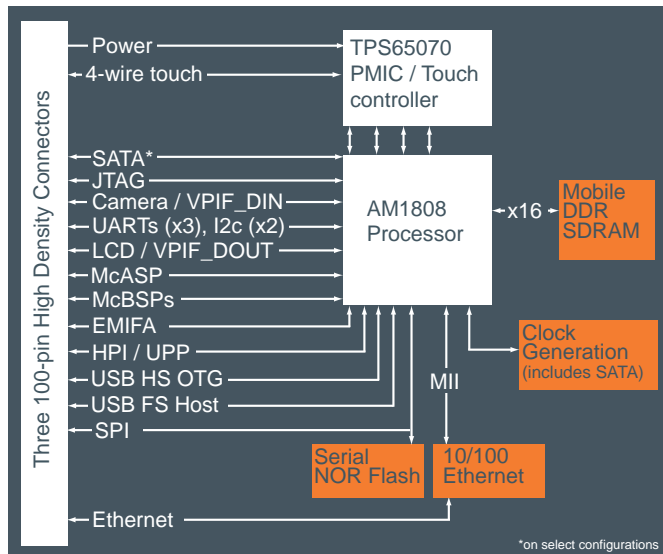 Three 100-pin High Density Connectors
Power
4-wire touch
TPS65070
PMIC / Touch
controller
SATA*
JTAG
Camera / VPIF_DIN
UARTs (x3), I2c (x2)
LCD / VPIF_DOUT
McASP
McBSPs
EMIFA
HPI / UPP
USB HS OTG
USB FS Host
SPI
Ethernet
AM1808
Processor
x16
Mobile
DDR
SDRAM
Clock
Generation
(includes SATA)
MII
Serial
NOR Flash
10/100
Ethernet
*on select configurations